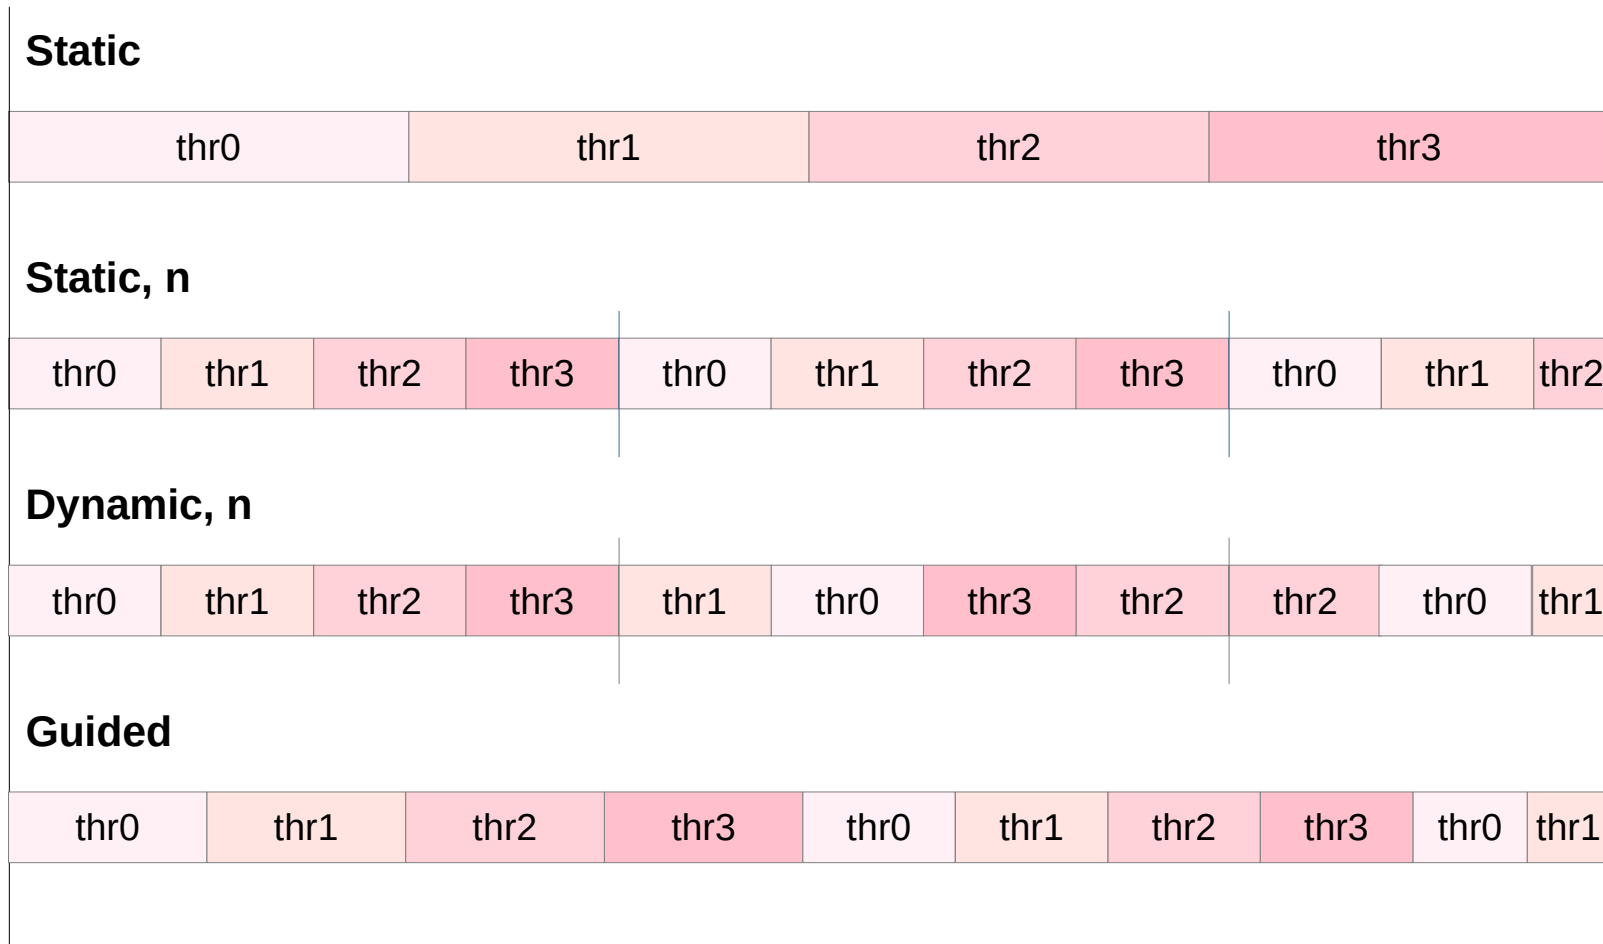 Static
thr0 thr1 thr2 thr3
Static, n
thr0 thr1 thr2 thr3 thr0 thr1 thr2 thr3 thr0 thr1 thr2
Dynamic, n
thr0 thr1 thr2 thr3 thr1 thr0 thr3 thr2 thr2 thr0 thr1
Guided
thr0 thr1 thr2 thr3 thr0 thr1 thr2 thr3 thr0 thr1